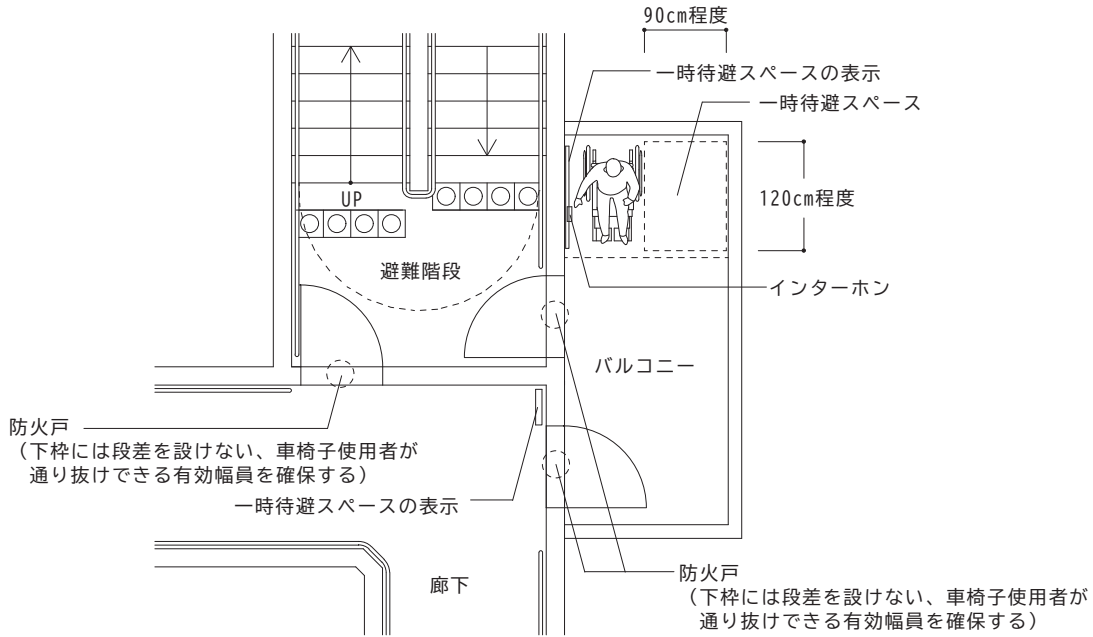 90cm程度
一時待避スペースの表示
一時待避スペース
120cm程度
UP
避難階段
インターホン
バルコニー
防火戸
（下枠には段差を設けない、車椅子使用者が
通り抜けできる有効幅員を確保する）
一時待避スペースの表示
廊下
防火戸
（下枠には段差を設けない、車椅子使用者が
通り抜けできる有効幅員を確保する）